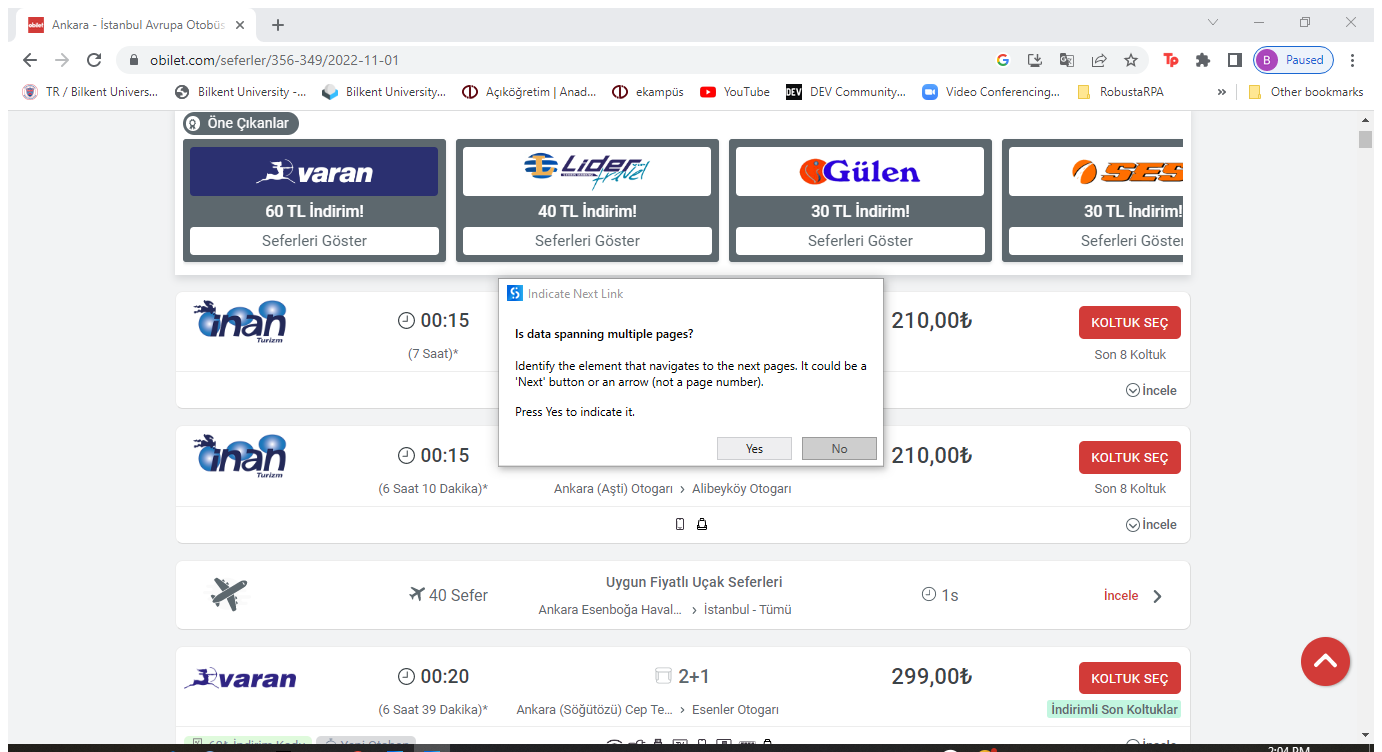 Ankara - İstanbul Avrupa Otobüs
obilet.com/seferler/356-349/2022-11-01
B Paused
TR / Bilkent Univers... Bilkent University -... Bilkent University... Açıköğretim | Anad... ekampüs YouTube DEV DEV Community... Video Conferencing... RobustaRPA » Other bookmarks
Öne Çıkanlar
varan Lider Travel Gülen SES
60 TL İndirim! 40 TL İndirim! 30 TL İndirim! 30 TL İndirim!
Seferleri Göster Seferleri Göster Seferleri Göster Seferleri Göster
Indicate Next Link
Is data spanning multiple pages?
Identify the element that navigates to the next pages. It could be a
'Next' button or an arrow (not a page number).
Press Yes to indicate it.
Yes No
inan Turizm 00:15 210,00₺ KOLTUK SEÇ
(7 Saat)* Son 8 Koltuk
İncele
inan Turizm 00:15 210,00₺ KOLTUK SEÇ
(6 Saat 10 Dakika)* Ankara (Aşti) Otogarı › Alibeyköy Otogarı Son 8 Koltuk
İncele
Uygun Fiyatlı Uçak Seferleri
40 Sefer 1s İncele
Ankara Esenboğa Haval... › İstanbul - Tümü
varan 00:20 2+1 299,00₺ KOLTUK SEÇ
(6 Saat 39 Dakika)* Ankara (Söğütözü) Cep Te... › Esenler Otogarı İndirimli Son Koltuklar
2:04 PM